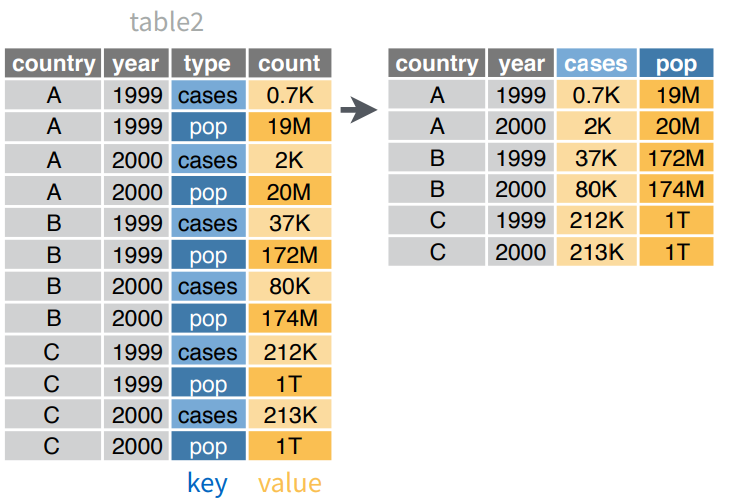 table2
country year type count
A 1999 cases 0.7K
A 1999 pop 19M
A 2000 cases 2K
A 2000 pop 20M
B 1999 cases 37K
B 1999 pop 172M
B 2000 cases 80K
B 2000 pop 174M
C 1999 cases 212K
C 1999 pop 1T
C 2000 cases 213K
C 2000 pop 1T
key value
country year cases pop
A 1999 0.7K 19M
A 2000 2K 20M
B 1999 37K 172M
B 2000 80K 174M
C 1999 212K 1T
C 2000 213K 1T